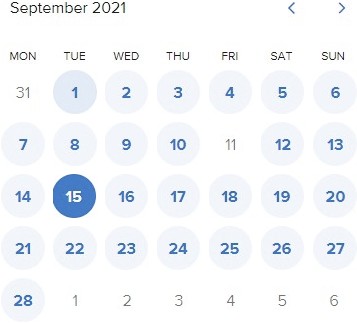 September 2021
MON TUE WED THU FRI SAT SUN
31 1 2 3 4 5 6
7 8 9 10 11 12 13
14 15 16 17 18 19 20
21 22 23 24 25 26 27
28 1 2 3 4 5 6